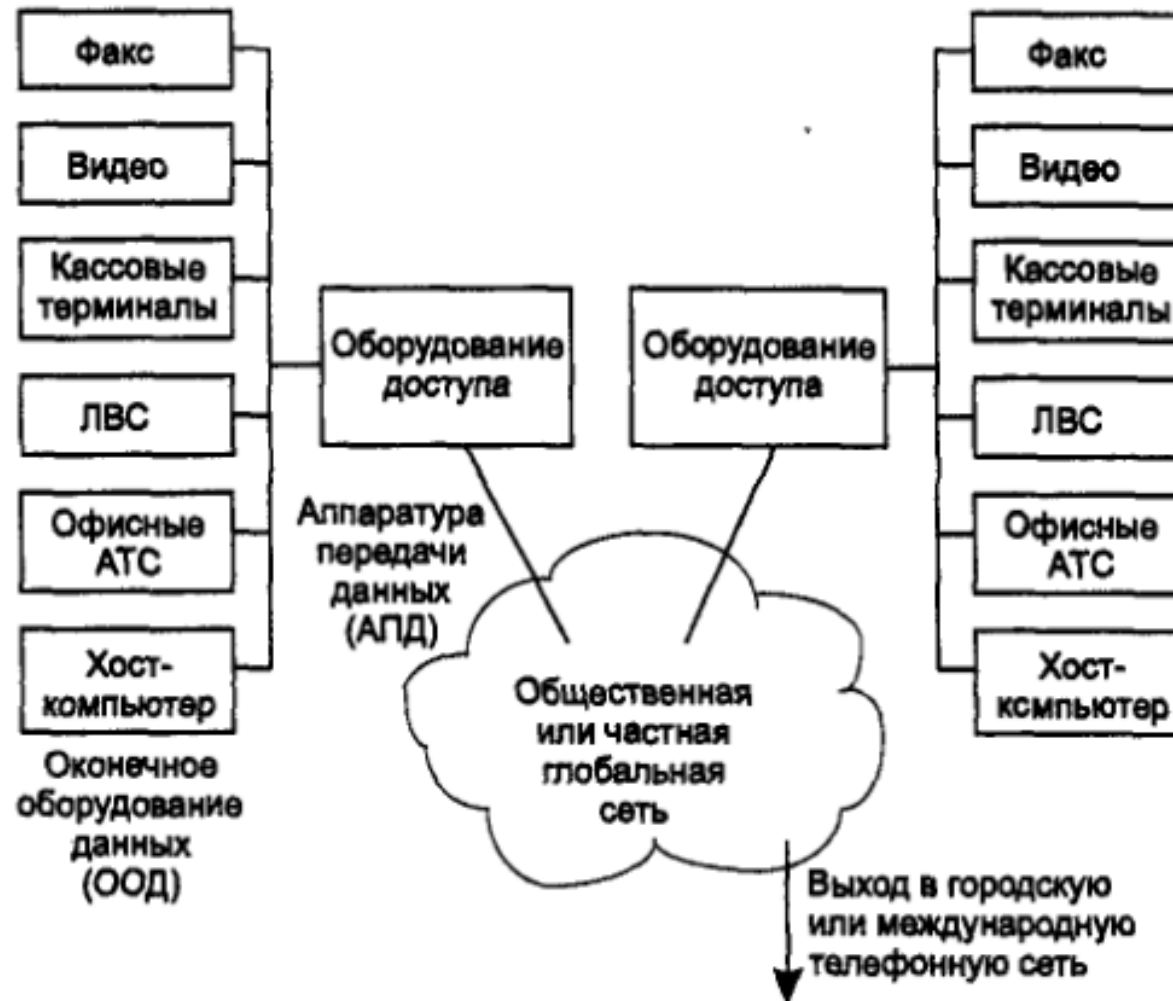 Факс
Видео
Кассовые
терминалы
ЛВС
Офисные
АТС
Хост-
компьютер
Оконечное
оборудование
данных
(ООД)
Оборудование
доступа
Аппаратура
передачи
данных
(АПД)
Оборудование
доступа
Общественная
или частная
глобальная
сеть
Выход в городскую
или международную
телефонную сеть
Факс
Видео
Кассовые
терминалы
ЛВС
Офисные
АТС
Хост-
компьютер